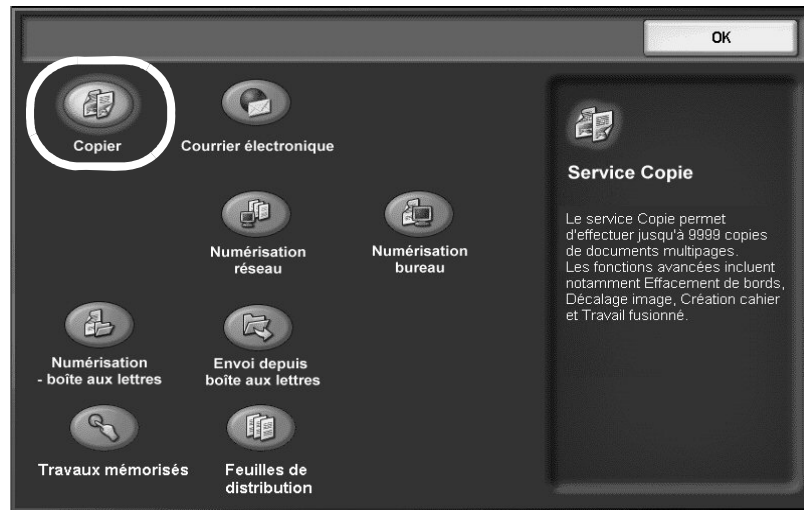 OK
Copier
Courrier électronique
Numérisation
réseau
Numérisation
bureau
Numérisation
- boîte aux lettres
Envoi depuis
boîte aux lettres
Travaux mémorisés
Feuilles de
distribution
Service Copie
Le service Copie permet
d'effectuer jusqu'à 9999 copies
de documents multipages.
Les fonctions avancées incluent
notamment Effacement de bords,
Décalage image, Création cahier
et Travail fusionné.